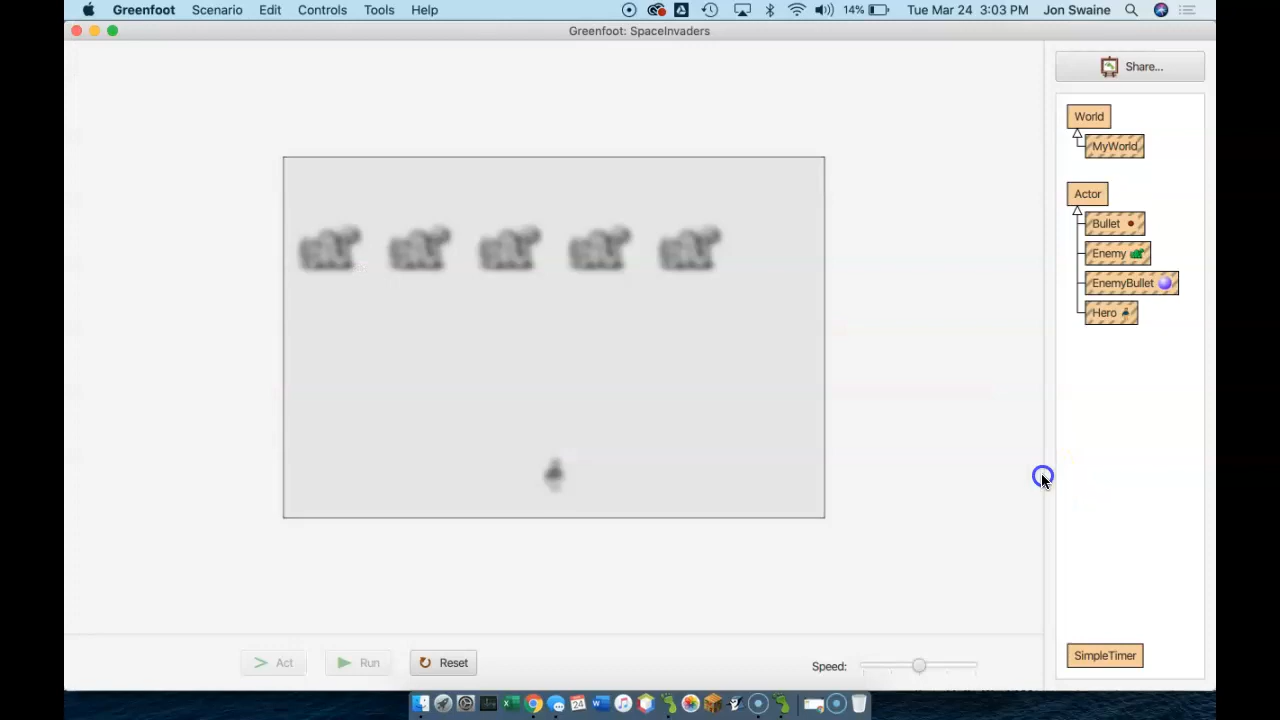 Greenfoot Scenario Edit Controls Tools Help 14% Tue Mar 24 3:03 PM Jon Swaine
Greenfoot: SpaceInvaders
Share...
World
MyWorld
Actor
Bullet
Enemy
EnemyBullet
Hero
SimpleTimer
Act Run Reset Speed: